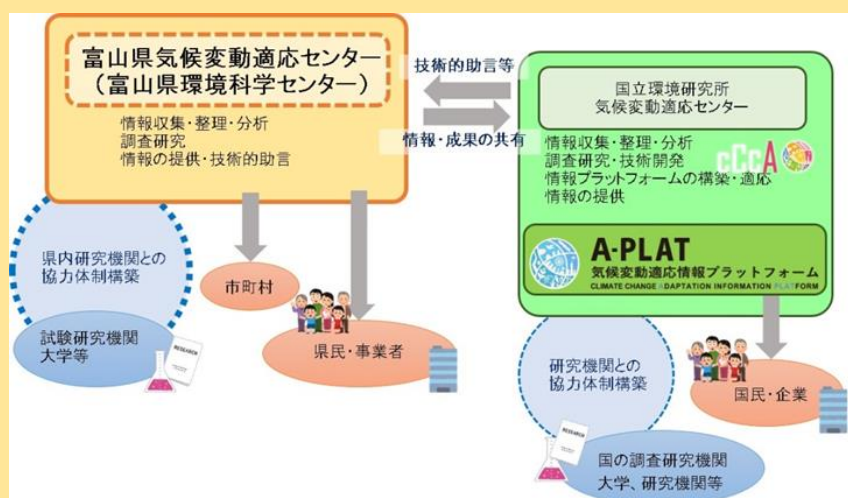 富山県気候変動適応センター
（富山県環境科学センター）
情報収集・整理・分析
調査研究
情報の提供・技術的助言
技術的助言等
情報・成果の共有
国立環境研究所
気候変動適応センター
情報収集・整理・分析
調査研究・技術開発
情報プラットフォームの構築・適応
情報の提供
CCCA
A-PLAT
気候変動適応情報プラットフォーム
CLIMATE CHANGE ADAPTATION INFORMATION PLATFORM
県内研究機関との
協力体制構築
試験研究機関
大学等
RESEARCH
市町村
県民・事業者
研究機関との
協力体制構築
国の調査研究機関
大学、研究機関等
RESEARCH
国民・企業